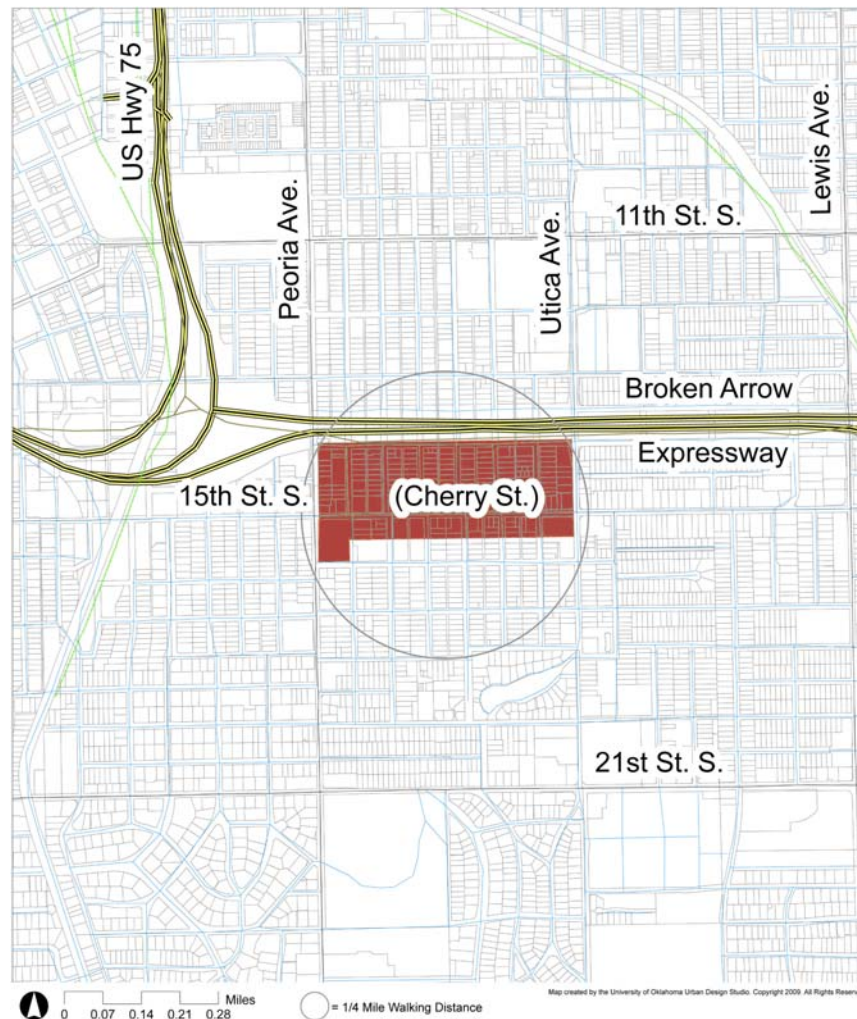 US Hwy 75
Peoria Ave.
Utica Ave.
Lewis Ave.
11th St. S.
Broken Arrow
Expressway
15th St. S.
(Cherry St.)
21st St. S.
Miles
0 0.07 0.14 0.21 0.28
= 1/4 Mile Walking Distance
Map created by the University of Oklahoma Urban Design Studio. Copyright 2009. All Rights Reserv